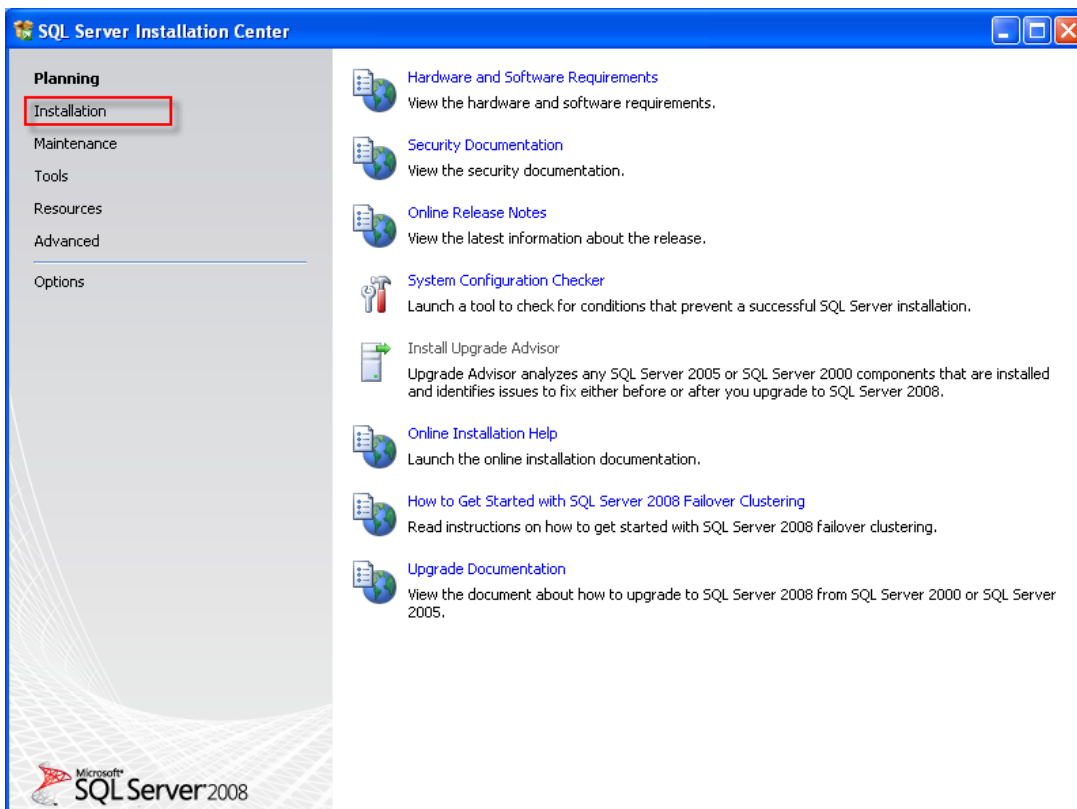 SQL Server Installation Center
Planning
Installation
Maintenance
Tools
Resources
Advanced
Options
Hardware and Software Requirements
View the hardware and software requirements.
Security Documentation
View the security documentation.
Online Release Notes
View the latest information about the release.
System Configuration Checker
Launch a tool to check for conditions that prevent a successful SQL Server installation.
Install Upgrade Advisor
Upgrade Advisor analyzes any SQL Server 2005 or SQL Server 2000 components that are installed
and identifies issues to fix either before or after you upgrade to SQL Server 2008.
Online Installation Help
Launch the online installation documentation.
How to Get Started with SQL Server 2008 Failover Clustering
Read instructions on how to get started with SQL Server 2008 failover clustering.
Upgrade Documentation
View the document about how to upgrade to SQL Server 2008 from SQL Server 2000 or SQL Server
2005.
Microsoft
SQL Server 2008